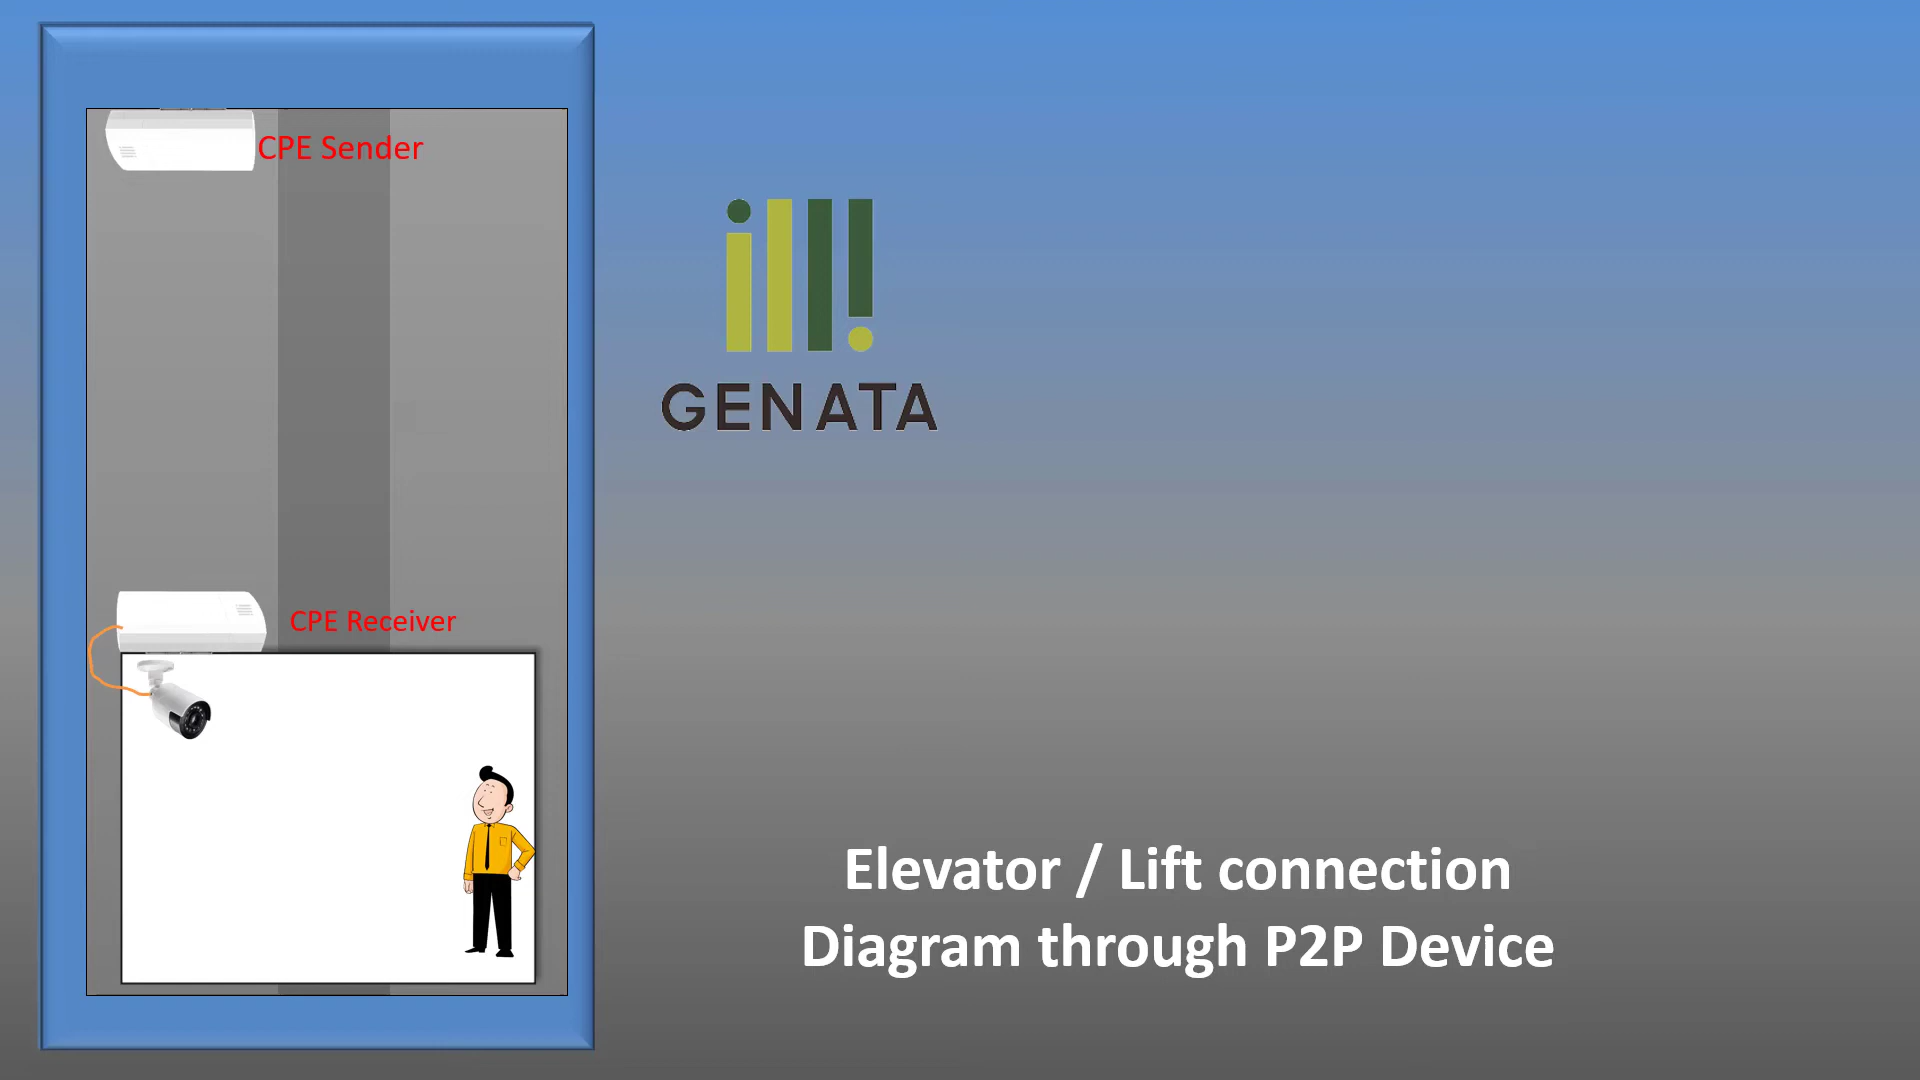 CPE Sender
GENATA
CPE Receiver
Elevator / Lift connection
Diagram through P2P Device